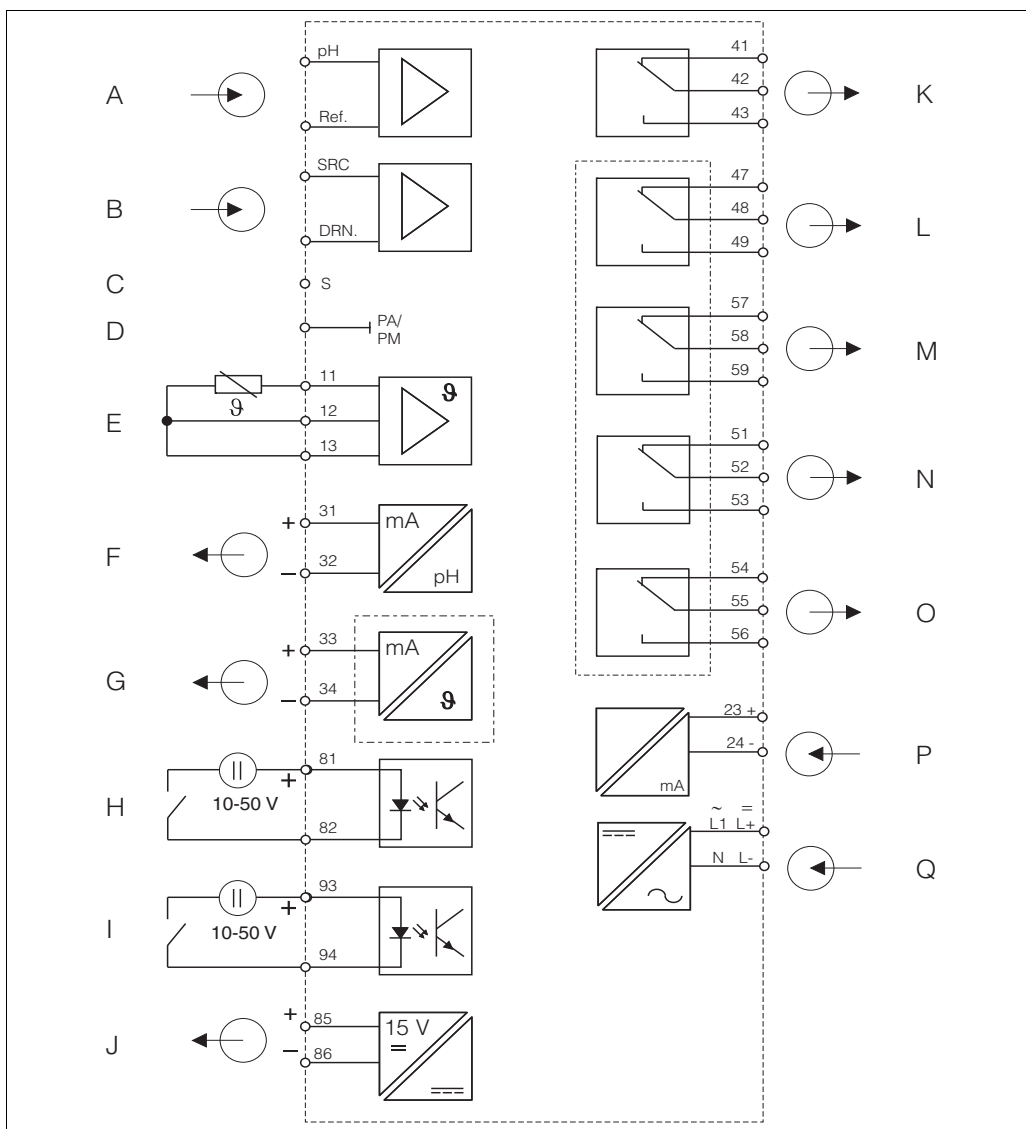 A
pH
Ref.
B
SRC
DRN.
C
S
D
PA/
PM
E
ϑ
11
12
13
ϑ
F
+ 31
− 32
mA
pH
G
+ 33
− 34
mA
ϑ
H
10-50 V
+
81
82
I
10-50 V
+
93
94
J
+ 85
− 86
15 V
=
41
42
43
K
47
48
49
L
57
58
59
M
51
52
53
N
54
55
56
O
23 +
24 -
mA
P
~ =
L1 L+
N L-
Q